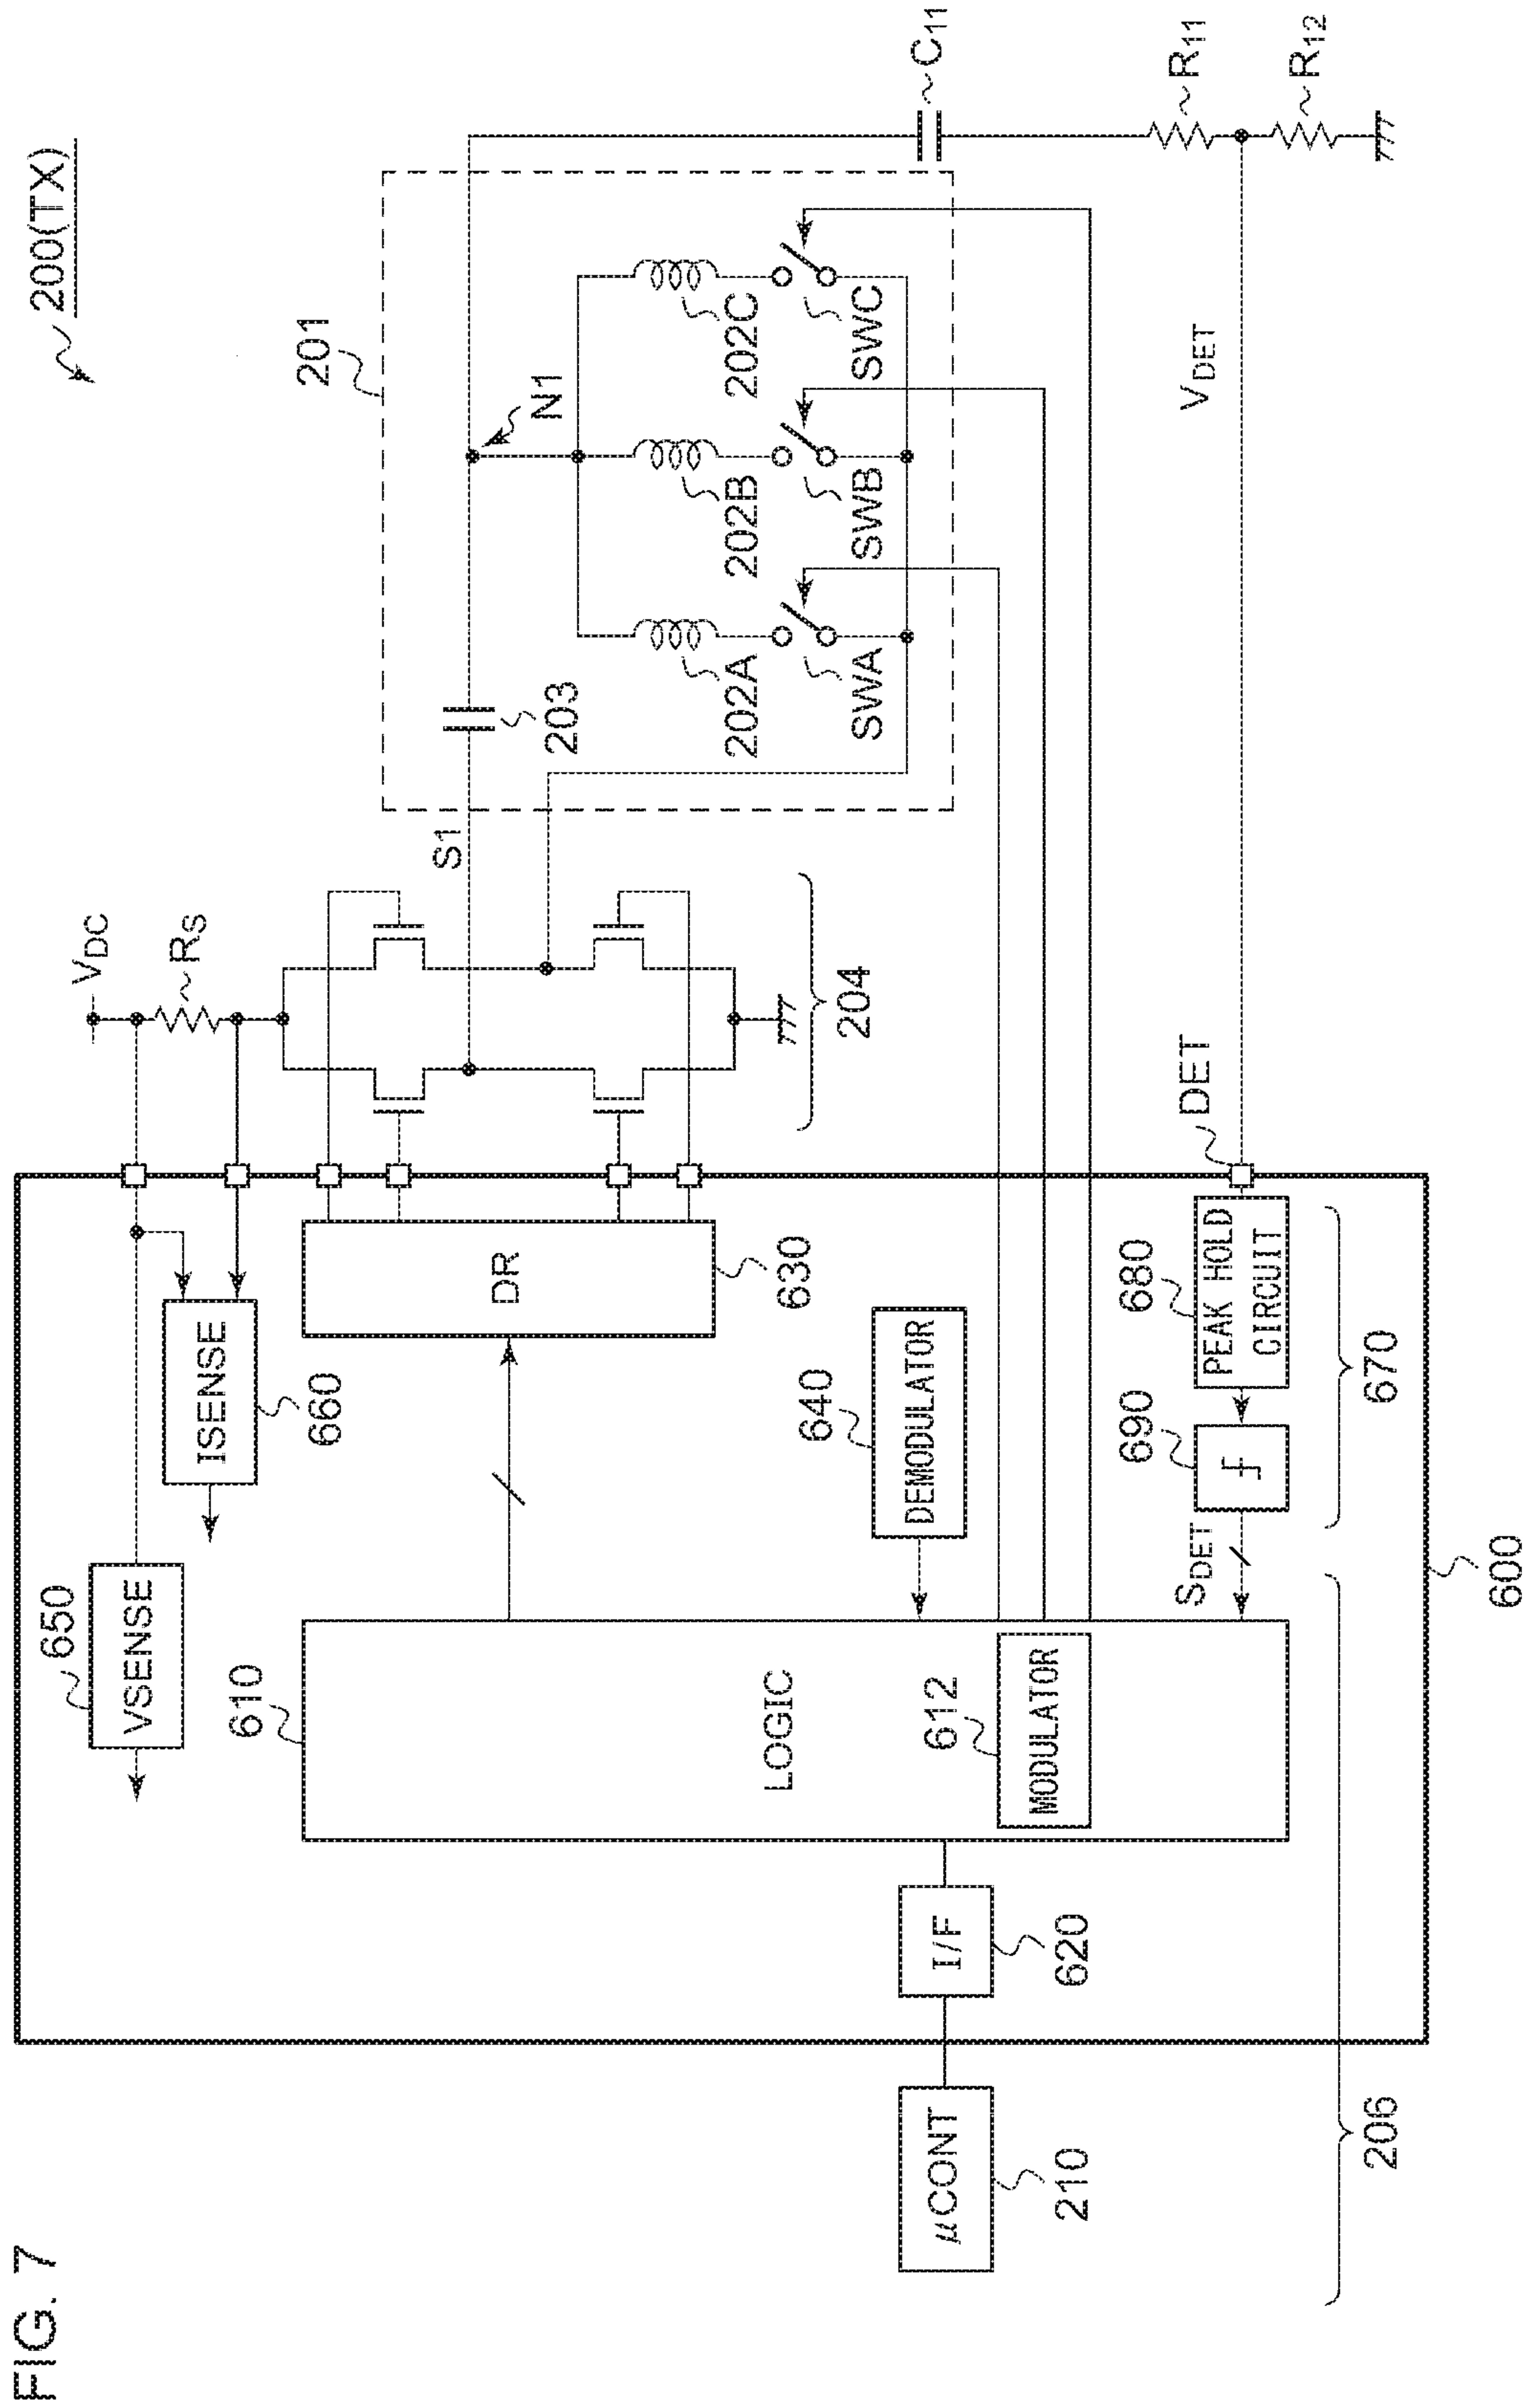 FIG. 7
200(TX)
VDC
RS
650
VSENSE
ISENSE
660
S1
201
N1
203
202A
202B
202C
SWA
SWB
SWC
C11
R11
R12
204
610
LOGIC
DR
630
640
DEMODULATOR
612
MODULATOR
μCONT
210
I/F
620
SDET
690
680
PEAK HOLD
CIRCUIT
670
DET
VDET
206
600